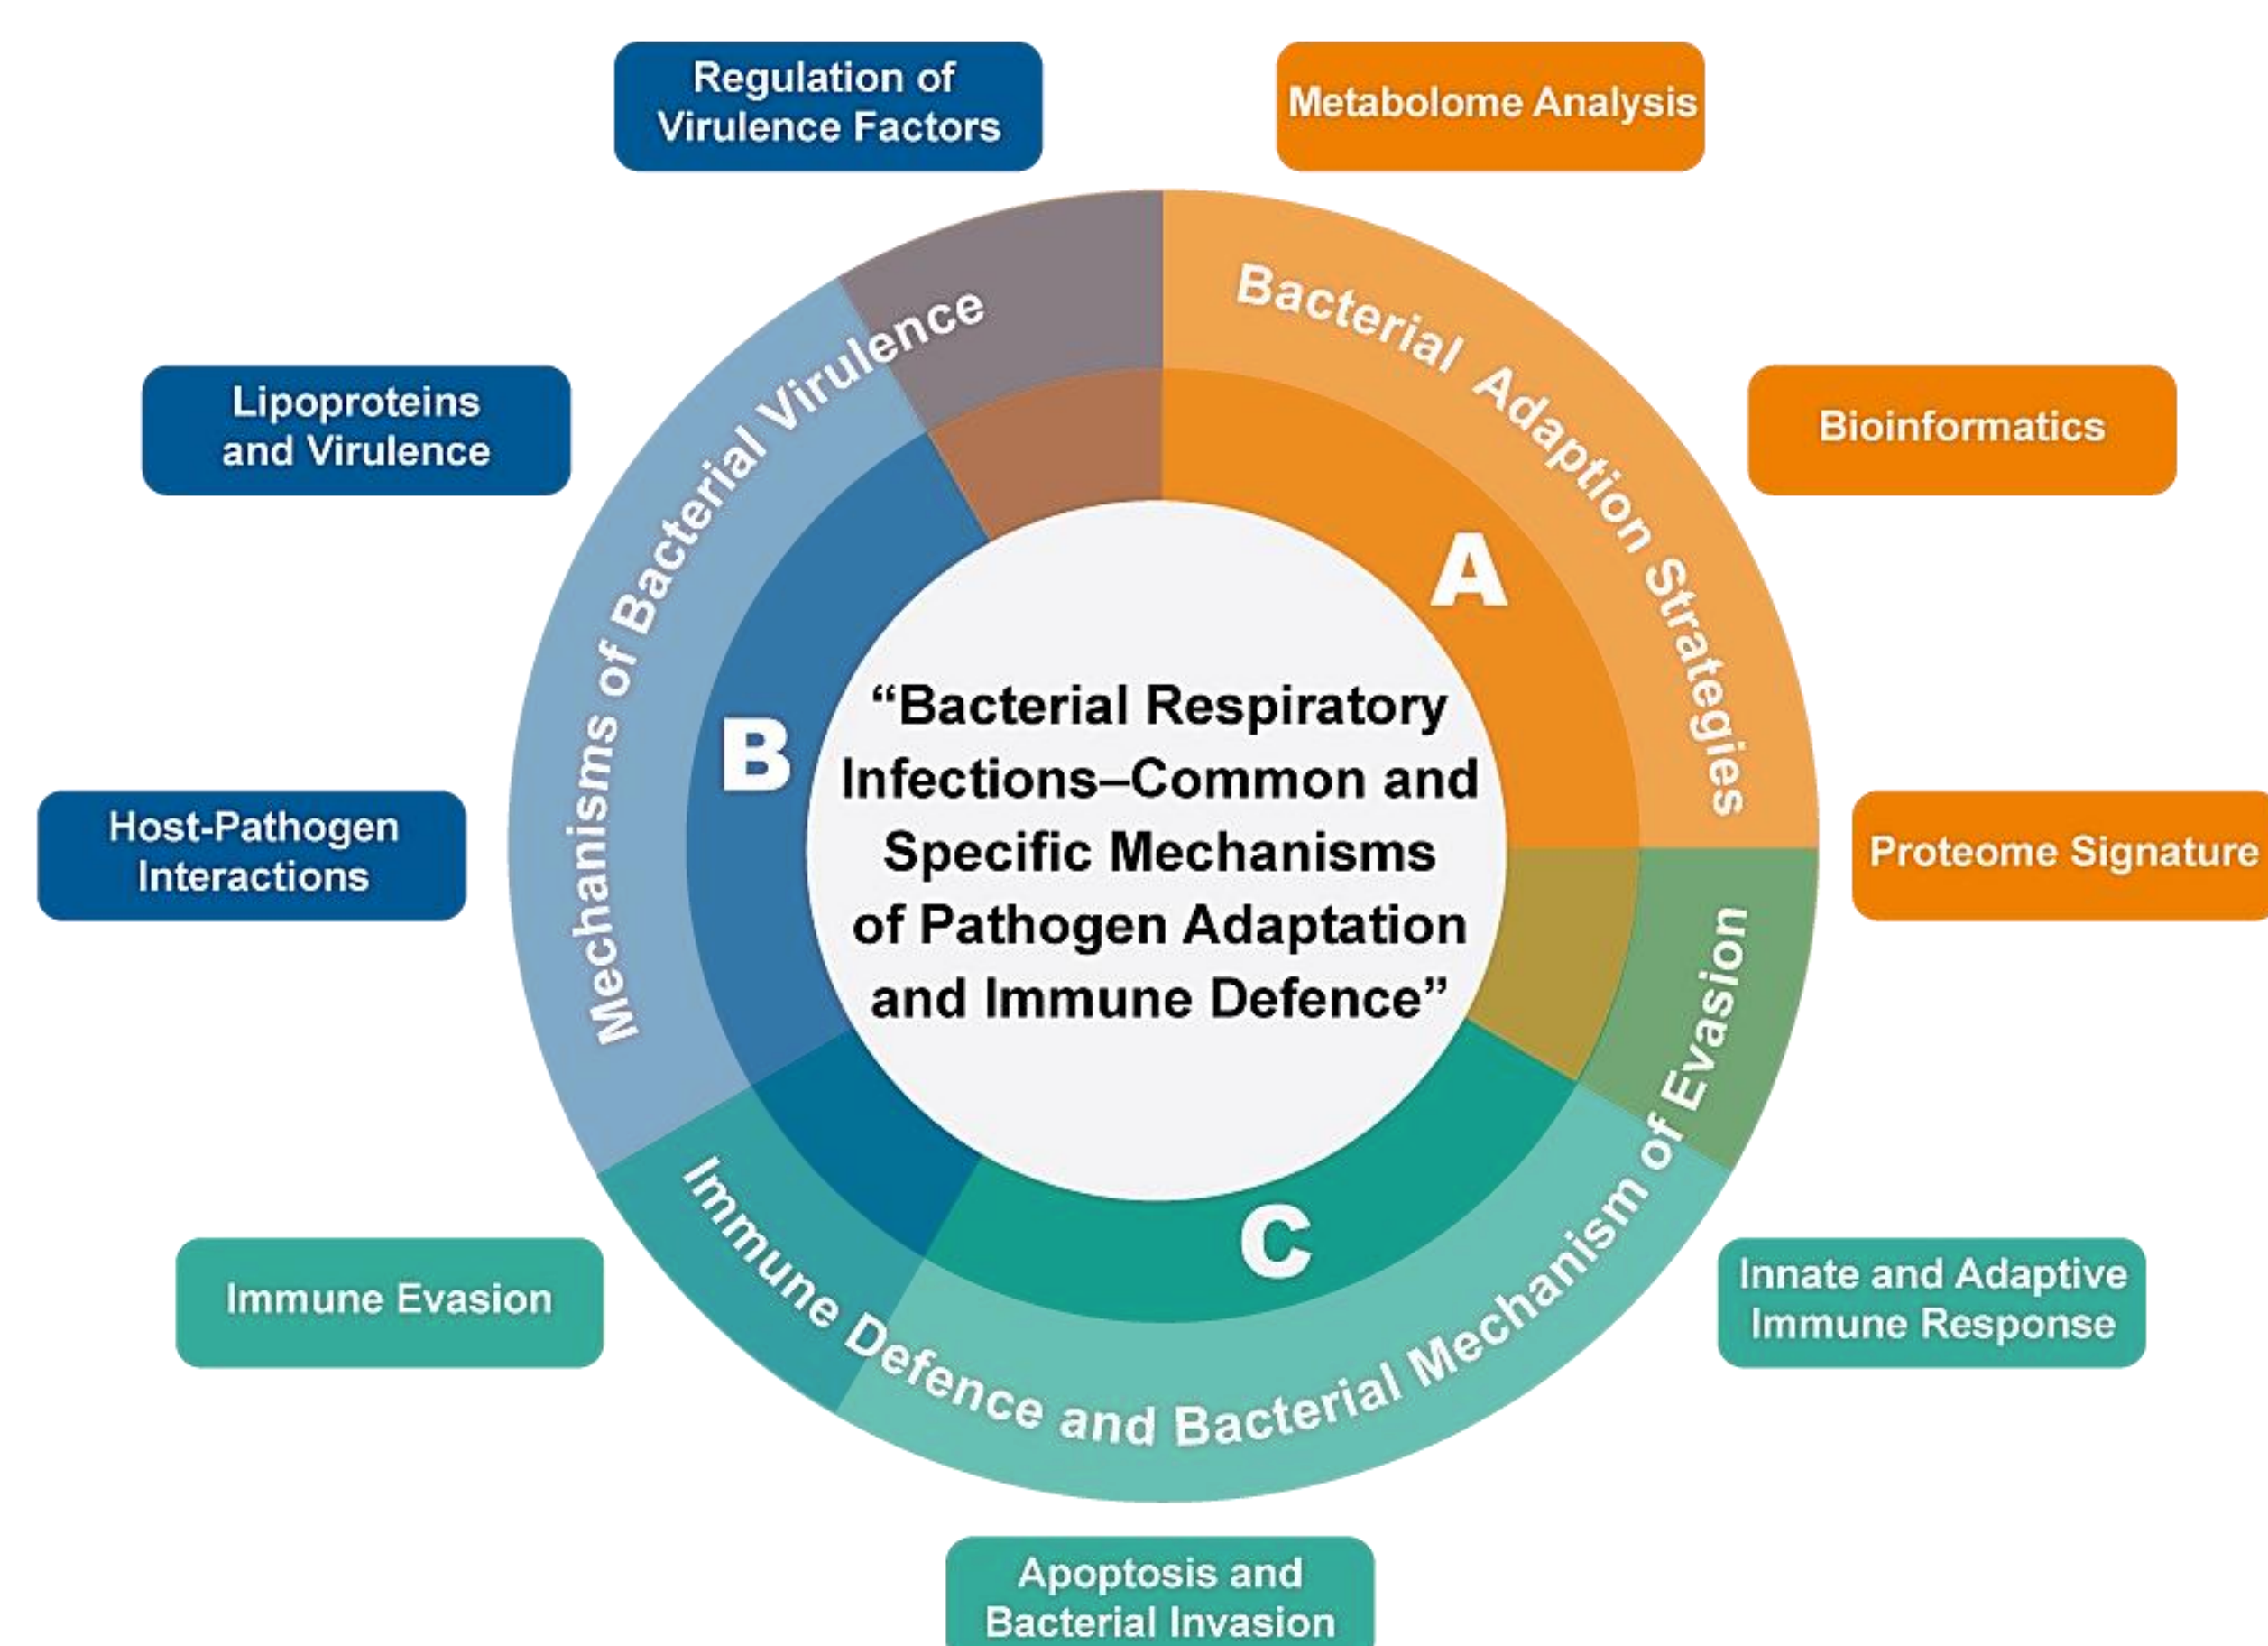 Regulation of
Virulence Factors
Metabolome Analysis
Lipoproteins
and Virulence
Bioinformatics
Host-Pathogen
Interactions
Proteome Signature
Immune Evasion
Innate and Adaptive
Immune Response
Apoptosis and
Bacterial Invasion
Mechanisms of Bacterial Virulence
Bacterial Adaption Strategies
Immune Defence and Bacterial Mechanism of Evasion
A
B
C
“Bacterial Respiratory
Infections–Common and
Specific Mechanisms
of Pathogen Adaptation
and Immune Defence”